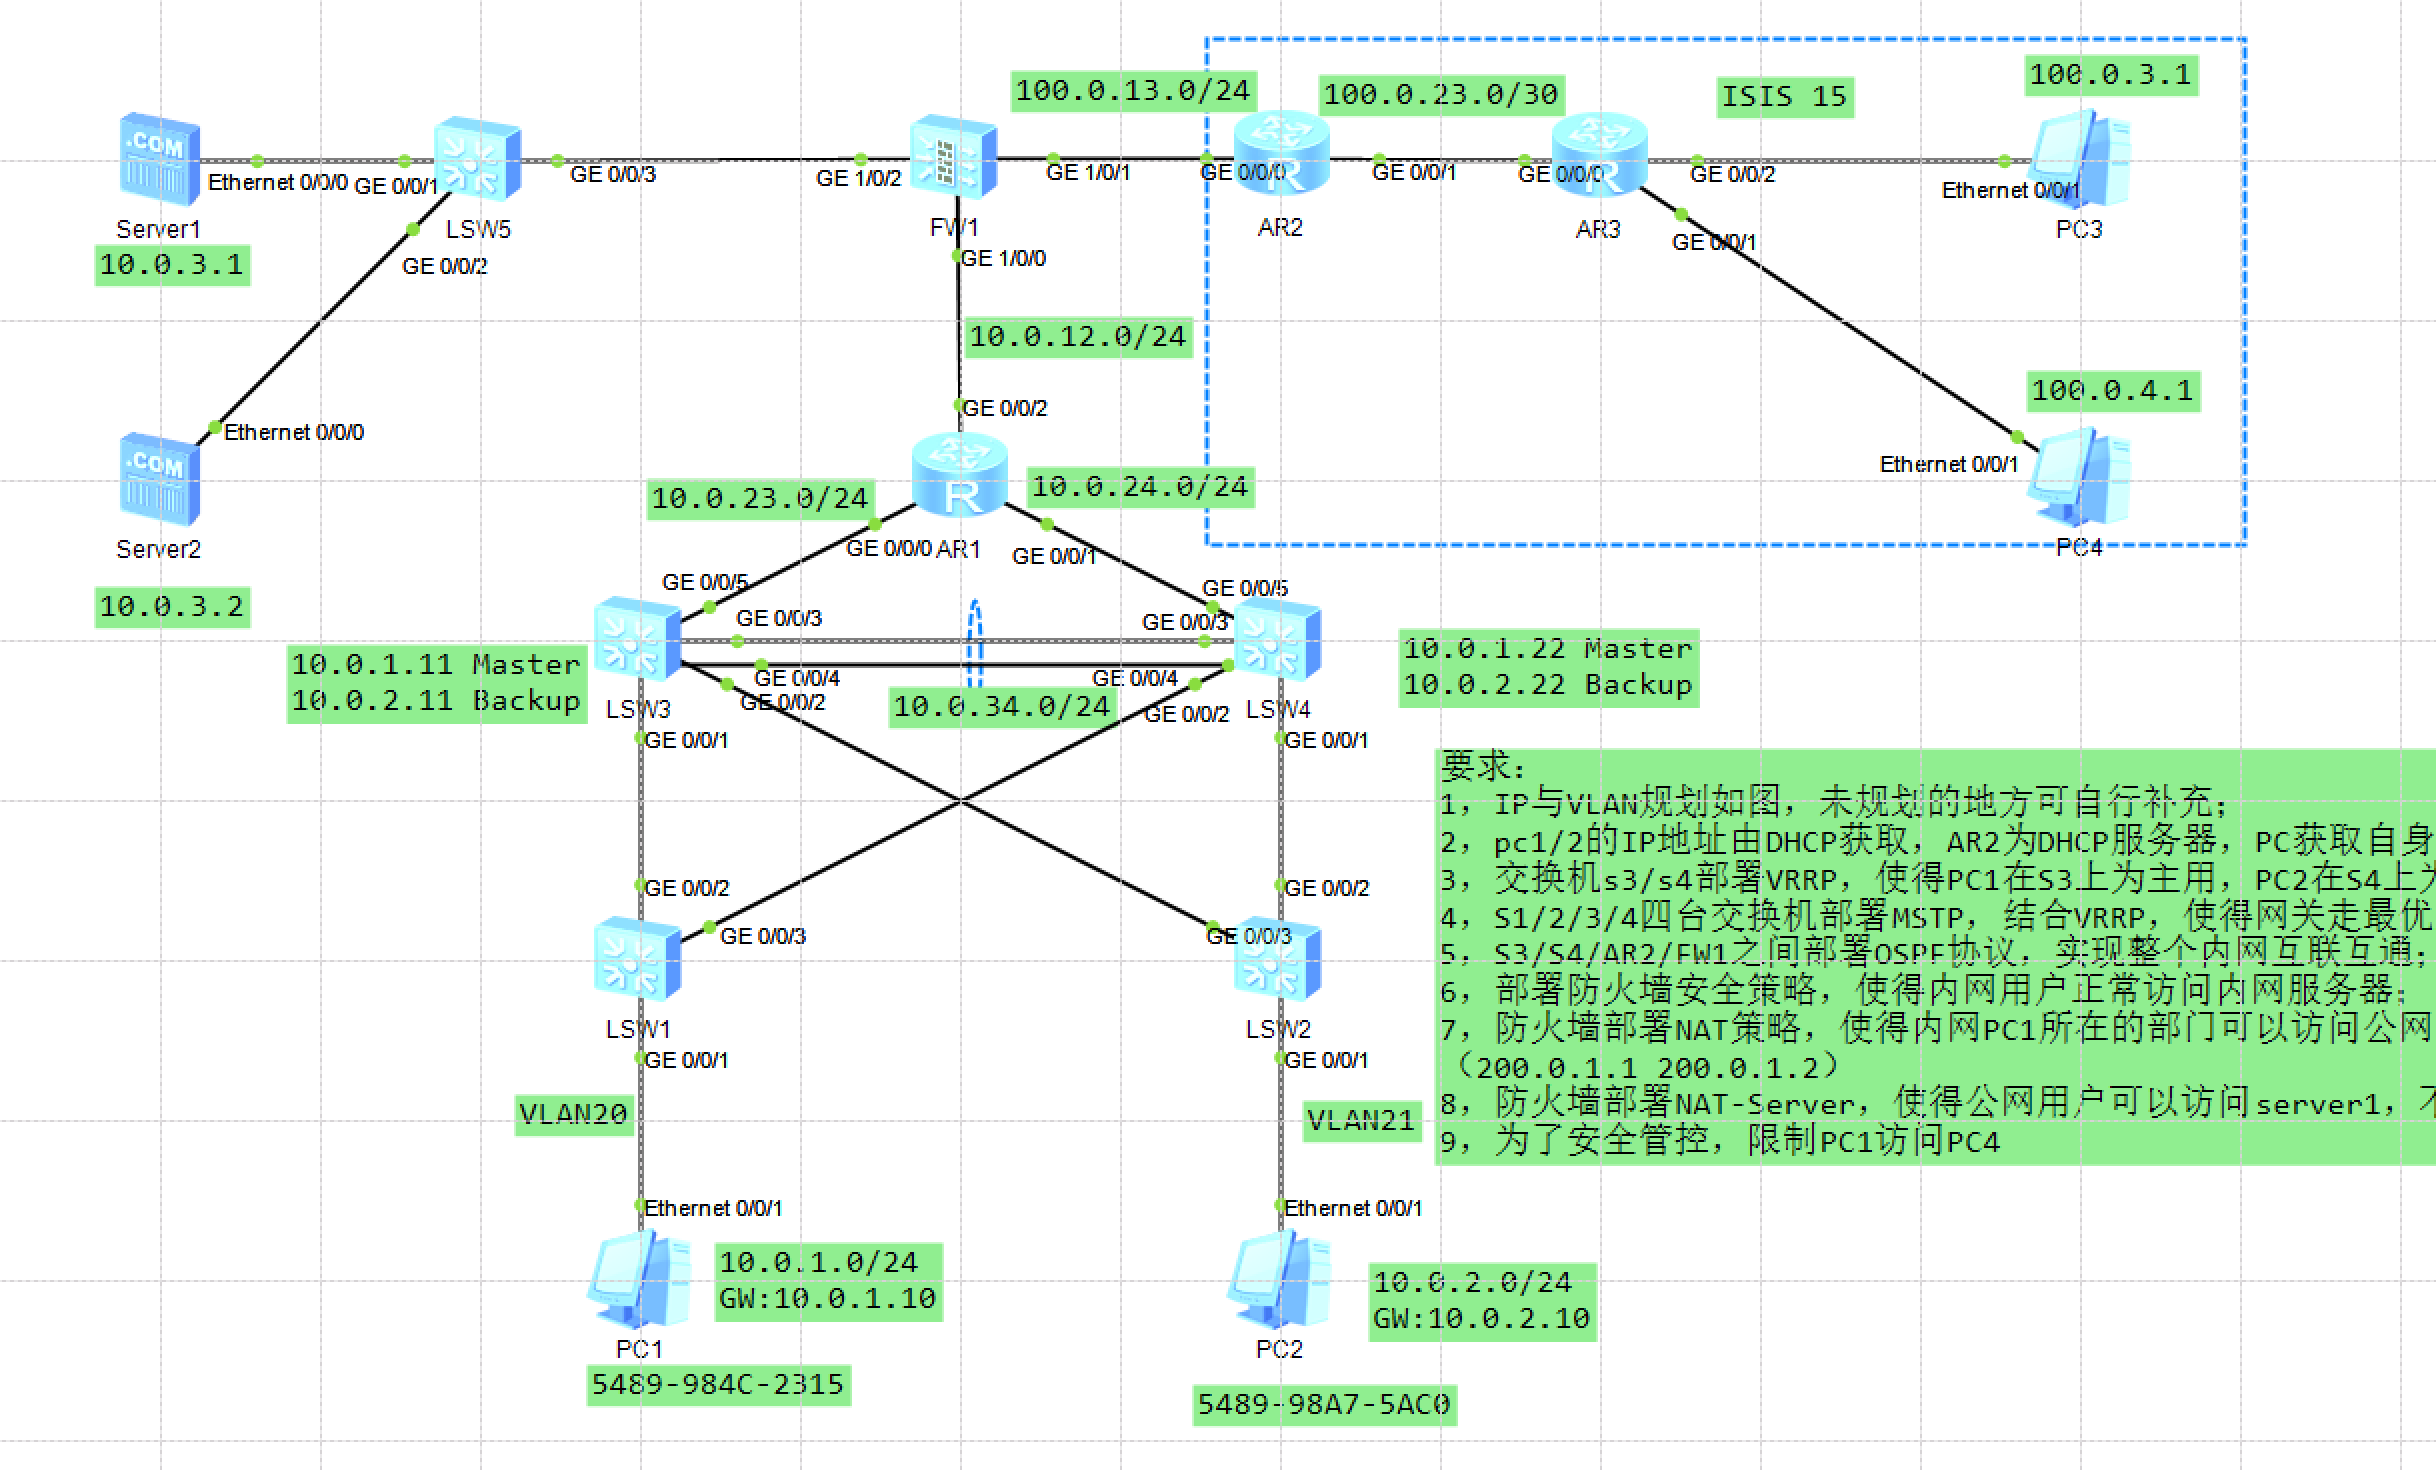 100.0.13.0/24
100.0.23.0/30
ISIS 15
100.0.3.1
.COM
Ethernet 0/0/0
GE 0/0/1
GE 0/0/3
GE 1/0/2
GE 1/0/1
GE 0/0/0
R
GE 0/0/1
GE 0/0/0
R
GE 0/0/2
Ethernet 0/0/1
Server1
LSW5
FW1
AR2
AR3
PC3
10.0.3.1
GE 0/0/2
GE 1/0/0
GE 0/0/1
10.0.12.0/24
100.0.4.1
GE 0/0/2
Ethernet 0/0/0
.COM
Ethernet 0/0/1
10.0.23.0/24
R
10.0.24.0/24
Server2
GE 0/0/0
AR1
GE 0/0/1
PC4
10.0.3.2
GE 0/0/5
GE 0/0/5
GE 0/0/3
GE 0/0/3
10.0.1.11 Master
10.0.2.11 Backup
GE 0/0/4
GE 0/0/4
10.0.1.22 Master
10.0.2.22 Backup
LSW3
GE 0/0/2
10.0.34.0/24
GE 0/0/2
LSW4
GE 0/0/1
GE 0/0/1
GE 0/0/2
GE 0/0/2
GE 0/0/3
GE 0/0/3
LSW1
LSW2
GE 0/0/1
GE 0/0/1
VLAN20
VLAN21
Ethernet 0/0/1
Ethernet 0/0/1
10.0.1.0/24
GW:10.0.1.10
10.0.2.0/24
GW:10.0.2.10
PC1
PC2
5489-984C-2315
5489-98A7-5AC0
要求：
1，IP与VLAN规划如图，未规划的地方可自行补充；
2，pc1/2的IP地址由DHCP获取，AR2为DHCP服务器，PC获取自身
3，交换机s3/s4部署VRRP，使得PC1在S3上为主用，PC2在S4上为
4，S1/2/3/4四台交换机部署MSTP，结合VRRP，使得网关走最优
5，S3/S4/AR2/FW1之间部署OSPF协议，实现整个内网互联互通；
6，部署防火墙安全策略，使得内网用户正常访问内网服务器；
7，防火墙部署NAT策略，使得内网PC1所在的部门可以访问公网
（200.0.1.1 200.0.1.2）
8，防火墙部署NAT-Server，使得公网用户可以访问server1，不
9，为了安全管控，限制PC1访问PC4